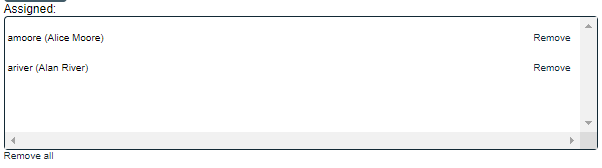 Assigned:
amoore (Alice Moore) Remove
ariver (Alan River) Remove
Remove all